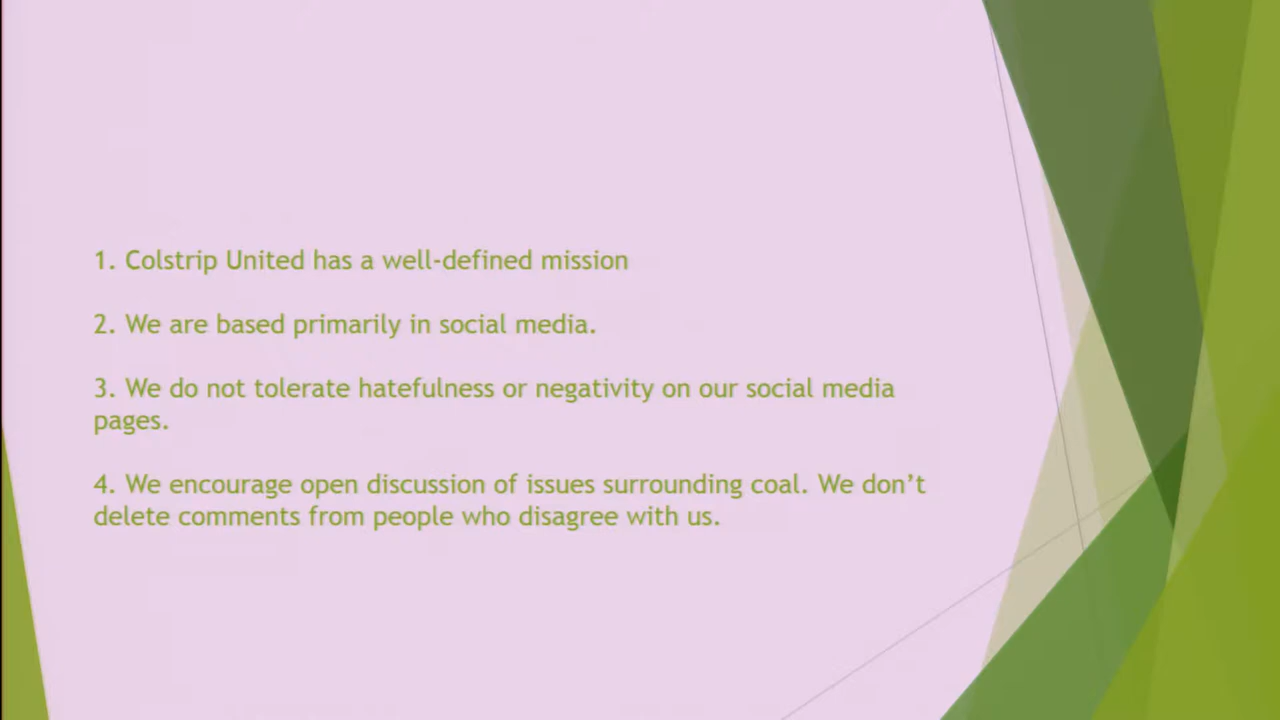 1. Colstrip United has a well-defined mission
2. We are based primarily in social media.
3. We do not tolerate hatefulness or negativity on our social media
pages.
4. We encourage open discussion of issues surrounding coal. We don’t
delete comments from people who disagree with us.